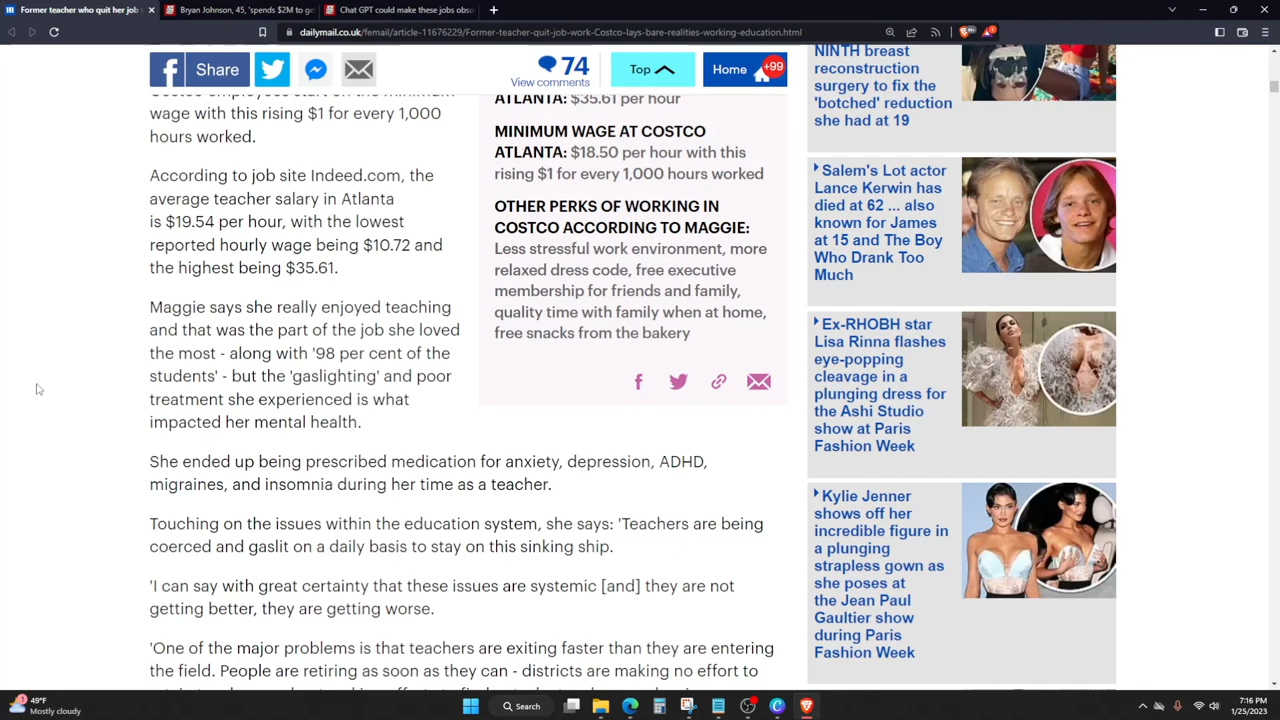 Former teacher who quit her job t
Bryan Johnson, 45, 'spends $2M to ge
Chat GPT could make these jobs obso
dailymail.co.uk/femail/article-11676229/Former-teacher-quit-job-work-Costco-lays-bare-realities-working-education.html
Share
74
View comments
Top
Home
+99
Costco employees start on the minimum
wage with this rising $1 for every 1,000
hours worked.
According to job site Indeed.com, the
average teacher salary in Atlanta
is $19.54 per hour, with the lowest
reported hourly wage being $10.72 and
the highest being $35.61.
Maggie says she really enjoyed teaching
and that was the part of the job she loved
the most - along with '98 per cent of the
students' - but the 'gaslighting' and poor
treatment she experienced is what
impacted her mental health.
ATLANTA: $35.61 per hour
MINIMUM WAGE AT COSTCO
ATLANTA: $18.50 per hour with this
rising $1 for every 1,000 hours worked
OTHER PERKS OF WORKING IN
COSTCO ACCORDING TO MAGGIE:
Less stressful work environment, more
relaxed dress code, free executive
membership for friends and family,
quality time with family when at home,
free snacks from the bakery
She ended up being prescribed medication for anxiety, depression, ADHD,
migraines, and insomnia during her time as a teacher.
Touching on the issues within the education system, she says: 'Teachers are being
coerced and gaslit on a daily basis to stay on this sinking ship.
'I can say with great certainty that these issues are systemic [and] they are not
getting better, they are getting worse.
'One of the major problems is that teachers are exiting faster than they are entering
the field. People are retiring as soon as they can - districts are making no effort to
NINTH breast
reconstruction
surgery to fix the
'botched' reduction
she had at 19
Salem's Lot actor
Lance Kerwin has
died at 62 ... also
known for James
at 15 and The Boy
Who Drank Too
Much
Ex-RHOBH star
Lisa Rinna flashes
eye-popping
cleavage in a
plunging dress for
the Ashi Studio
show at Paris
Fashion Week
Kylie Jenner
shows off her
incredible figure in
a plunging
strapless gown as
she poses at
the Jean Paul
Gaultier show
during Paris
Fashion Week
49°F
Mostly cloudy
Search
7:16 PM
1/25/2023